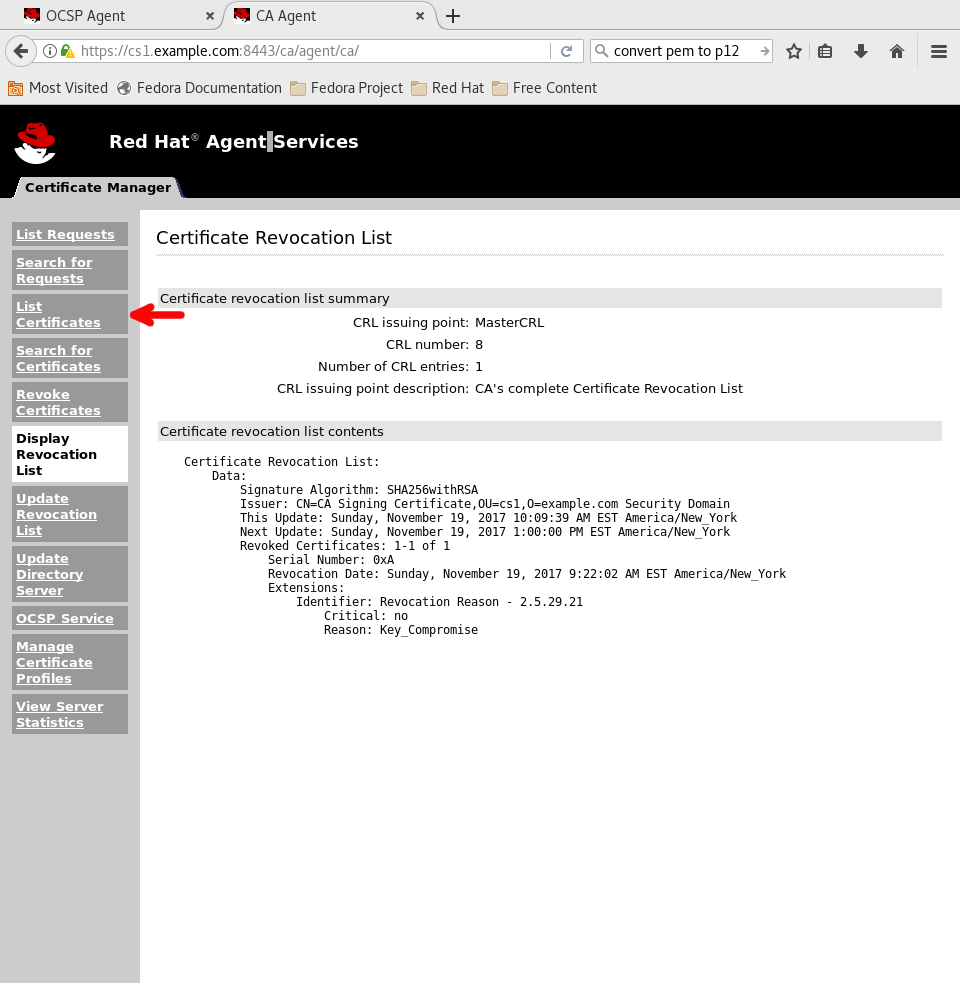 OCSP Agent
CA Agent
https://cs1.example.com:8443/ca/agent/ca/
convert pem to p12
Most Visited
Fedora Documentation
Fedora Project
Red Hat
Free Content
Red Hat® Agent Services
Certificate Manager
List Requests
Search for
Requests
List
Certificates
Search for
Certificates
Revoke
Certificates
Display
Revocation
List
Update
Revocation
List
Update
Directory
Server
OCSP Service
Manage
Certificate
Profiles
View Server
Statistics
Certificate Revocation List
Certificate revocation list summary
CRL issuing point: MasterCRL
CRL number: 8
Number of CRL entries: 1
CRL issuing point description: CA's complete Certificate Revocation List
Certificate revocation list contents
Certificate Revocation List:
Data:
Signature Algorithm: SHA256withRSA
Issuer: CN=CA Signing Certificate,OU=cs1,O=example.com Security Domain
This Update: Sunday, November 19, 2017 10:09:39 AM EST America/New_York
Next Update: Sunday, November 19, 2017 1:00:00 PM EST America/New_York
Revoked Certificates: 1-1 of 1
Serial Number: 0xA
Revocation Date: Sunday, November 19, 2017 9:22:02 AM EST America/New_York
Extensions:
Identifier: Revocation Reason - 2.5.29.21
Critical: no
Reason: Key_Compromise